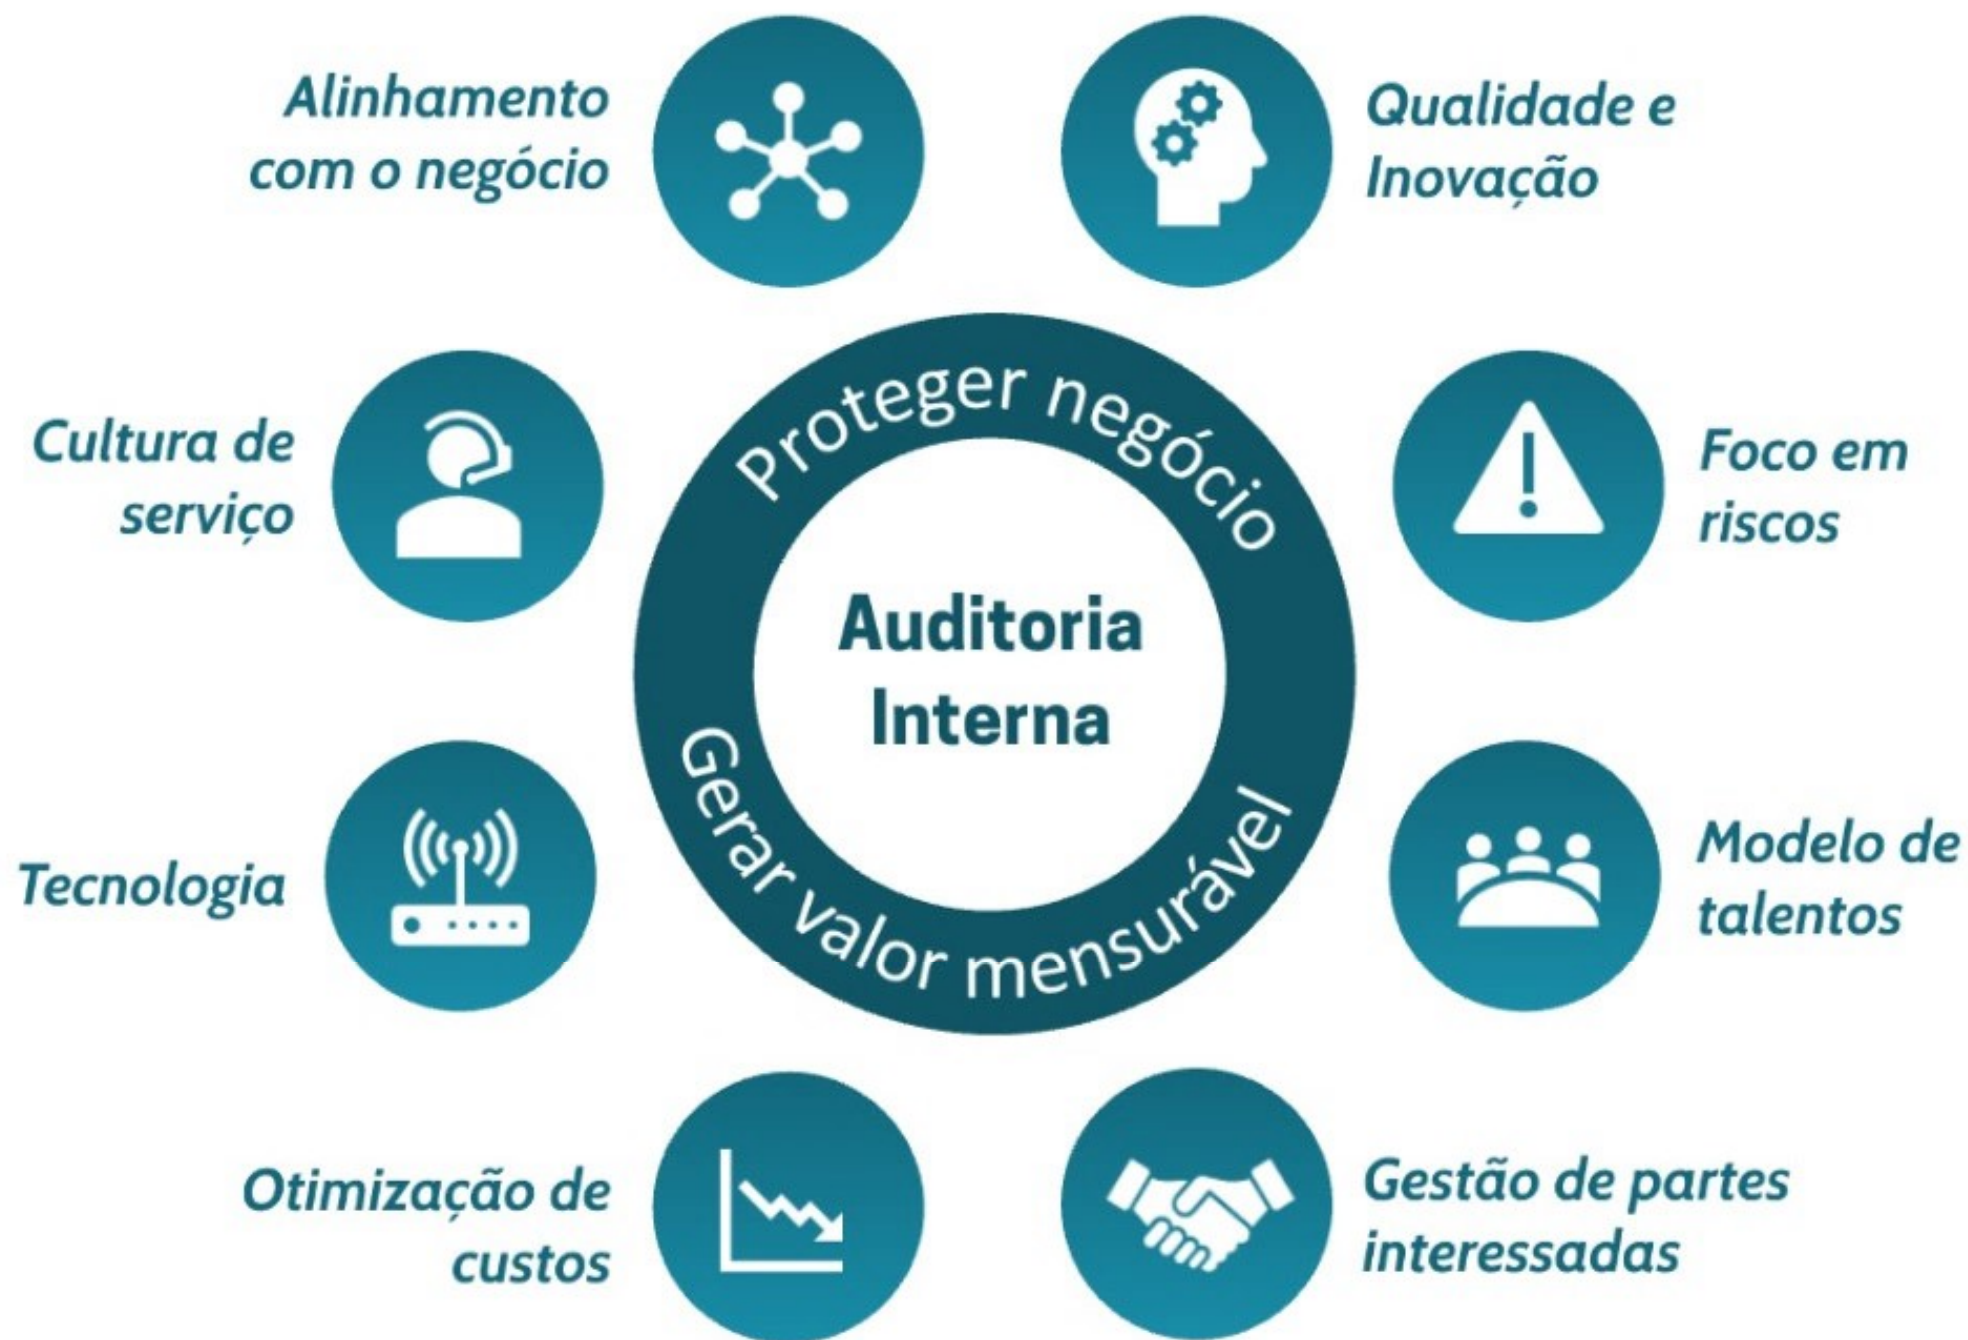 Alinhamento
com o negócio
Qualidade e
Inovação
Cultura de
serviço
Proteger negócio
Foco em
riscos
Auditoria
Interna
Tecnologia
Gerar valor mensurável
Modelo de
talentos
Otimização de
custos
Gestão de partes
interessadas